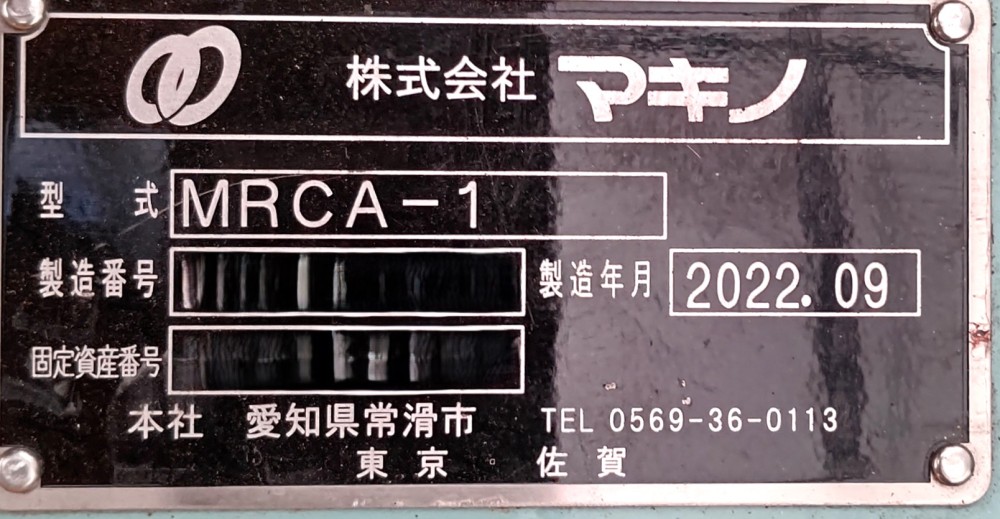 株式会社 マキノ
型式 MRCA-1
製造番号 製造年月 2022.09
固定資産番号
本社 愛知県常滑市 TEL 0569-36-0113
東京。佐賀